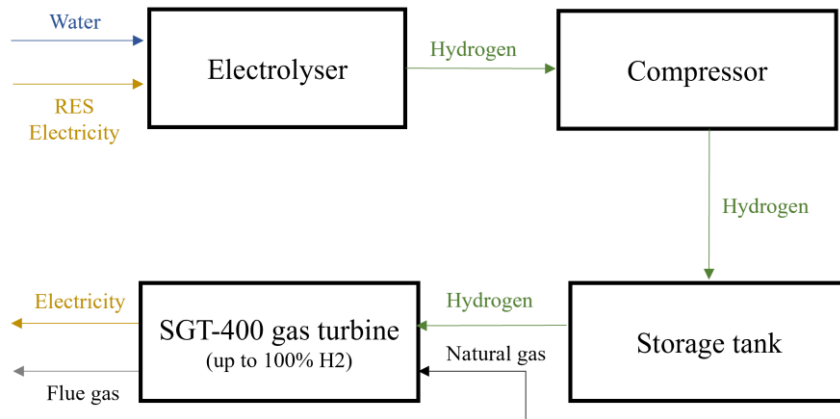 Water
Hydrogen
Electrolyser
Compressor
RES
Electricity
Hydrogen
Electricity
Hydrogen
SGT-400 gas turbine
(up to 100% H2)
Storage tank
Natural gas
Flue gas